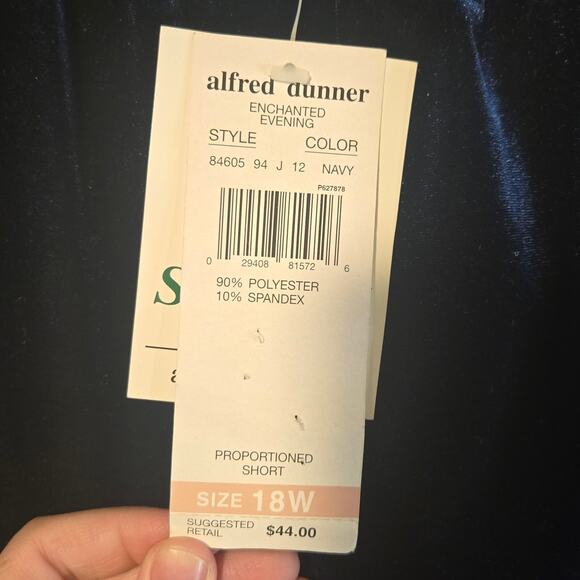 alfred dunner
ENCHANTED
EVENING
STYLE COLOR
84605 94 J 12 NAVY
P627878
0 29408 81572 6
90% POLYESTER
10% SPANDEX
S
a
PROPORTIONED
SHORT
SIZE 18W
SUGGESTED
RETAIL $44.00